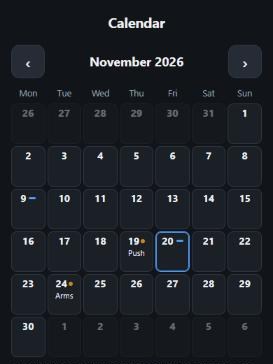 Calendar
‹ November 2026 ›
Mon Tue Wed Thu Fri Sat Sun
26 27 28 29 30 31 1
2 3 4 5 6 7 8
9 10 11 12 13 14 15
16 17 18 19 20 21 22
Push
23 24 25 26 27 28 29
Arms
30 1 2 3 4 5 6